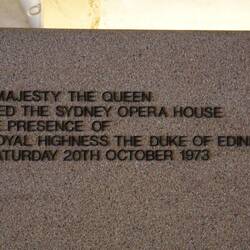 MAJESTY THE QUEEN
ED THE SYDNEY OPERA HOUSE
E PRESENCE OF
OYAL HIGHNESS THE DUKE OF EDIN
ATURDAY 20TH OCTOBER 1973